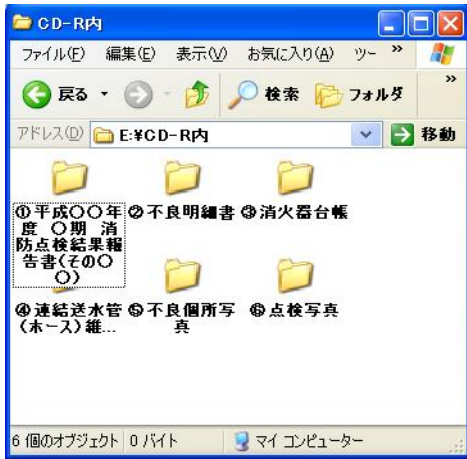 CD-R内
ファイル(F) 編集(E) 表示(V) お気に入り(A) ツー »
戻る 検索 フォルダ »
アドレス(D) E:¥CD-R内 移動
①平成〇〇年度 〇期 消防点検結果報告書(その〇〇)
②不良明細書
③消火器台帳
④連結送水管(ホース)維...
⑤不良個所写真
⑥点検写真
6 個のオブジェクト 0 バイト マイ コンピューター